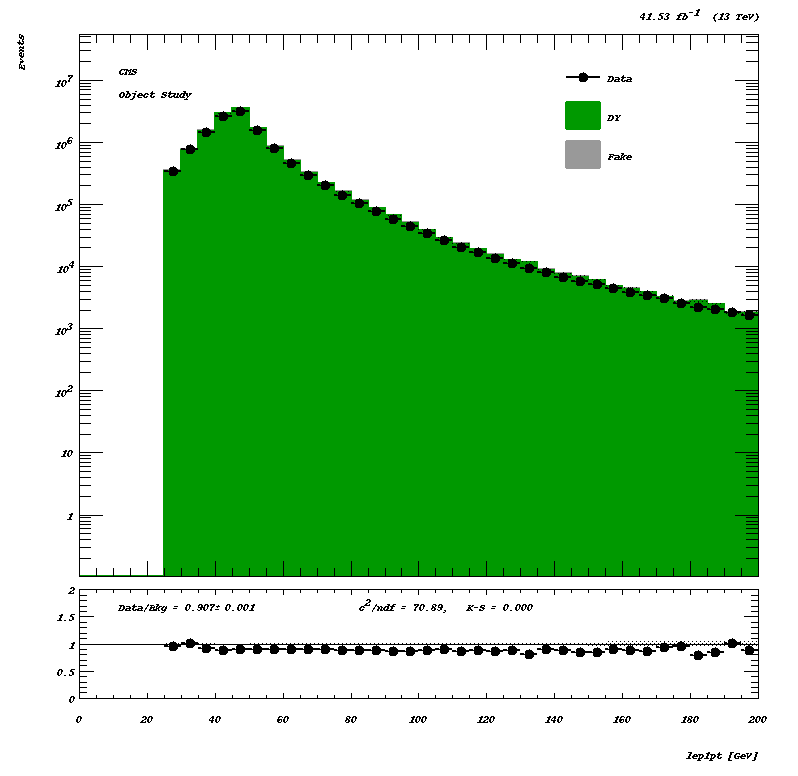 41.53 fb-1 (13 TeV)
Events
CMS
Object Study
Data
DY
Fake
10^7
10^6
10^5
10^4
10^3
10^2
10
1
2
1.5
1
0.5
0
Data/Bkg = 0.907± 0.001 c^2/ndf = 70.89, K-S = 0.000
0 20 40 60 80 100 120 140 160 180 200
lep1pt [GeV]